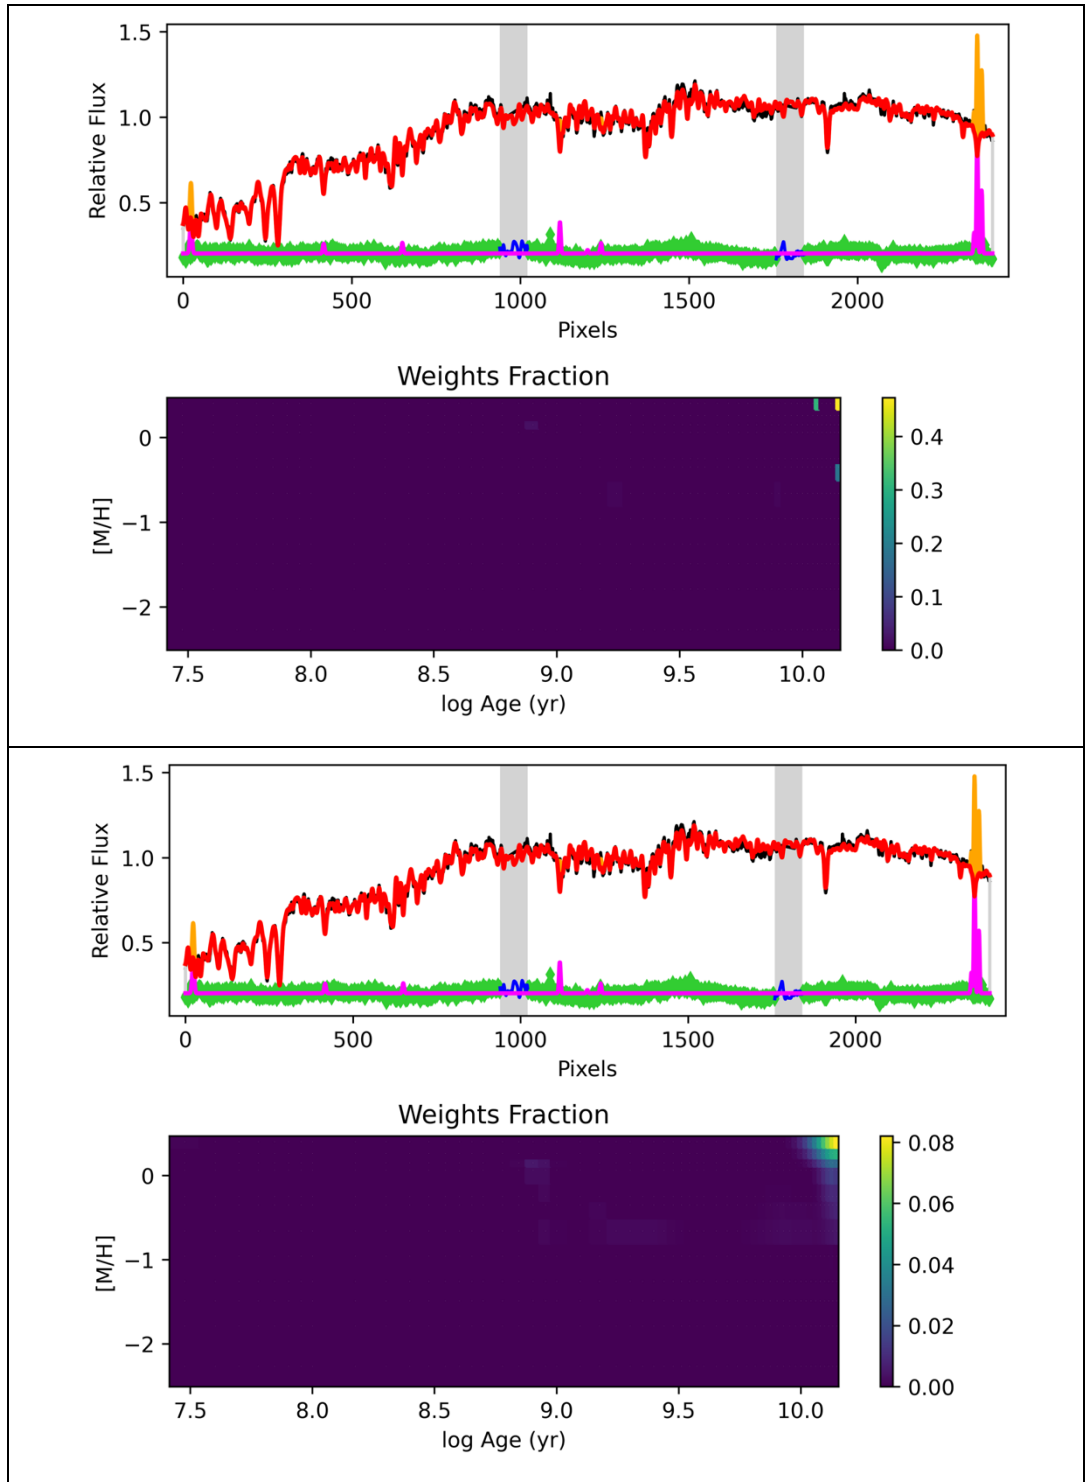 1.5
1.0
0.5
Relative Flux
0 500 1000 1500 2000
Pixels
Weights Fraction
0
−1
−2
[M/H]
7.5 8.0 8.5 9.0 9.5 10.0
log Age (yr)
0.4
0.3
0.2
0.1
0.0
1.5
1.0
0.5
Relative Flux
0 500 1000 1500 2000
Pixels
Weights Fraction
0
−1
−2
[M/H]
7.5 8.0 8.5 9.0 9.5 10.0
log Age (yr)
0.08
0.06
0.04
0.02
0.00